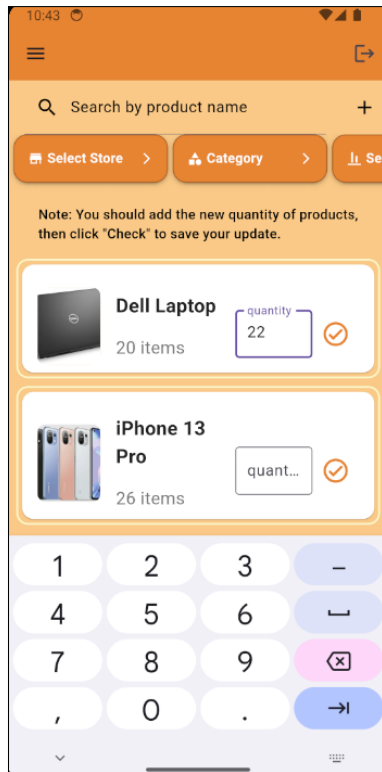 10:43
Search by product name
+
Select Store >
Category >
Se
Note: You should add the new quantity of products,
then click "Check" to save your update.
Dell Laptop
quantity
22
20 items
iPhone 13
Pro
quant...
26 items
1 2 3 –
4 5 6
7 8 9
, 0 .